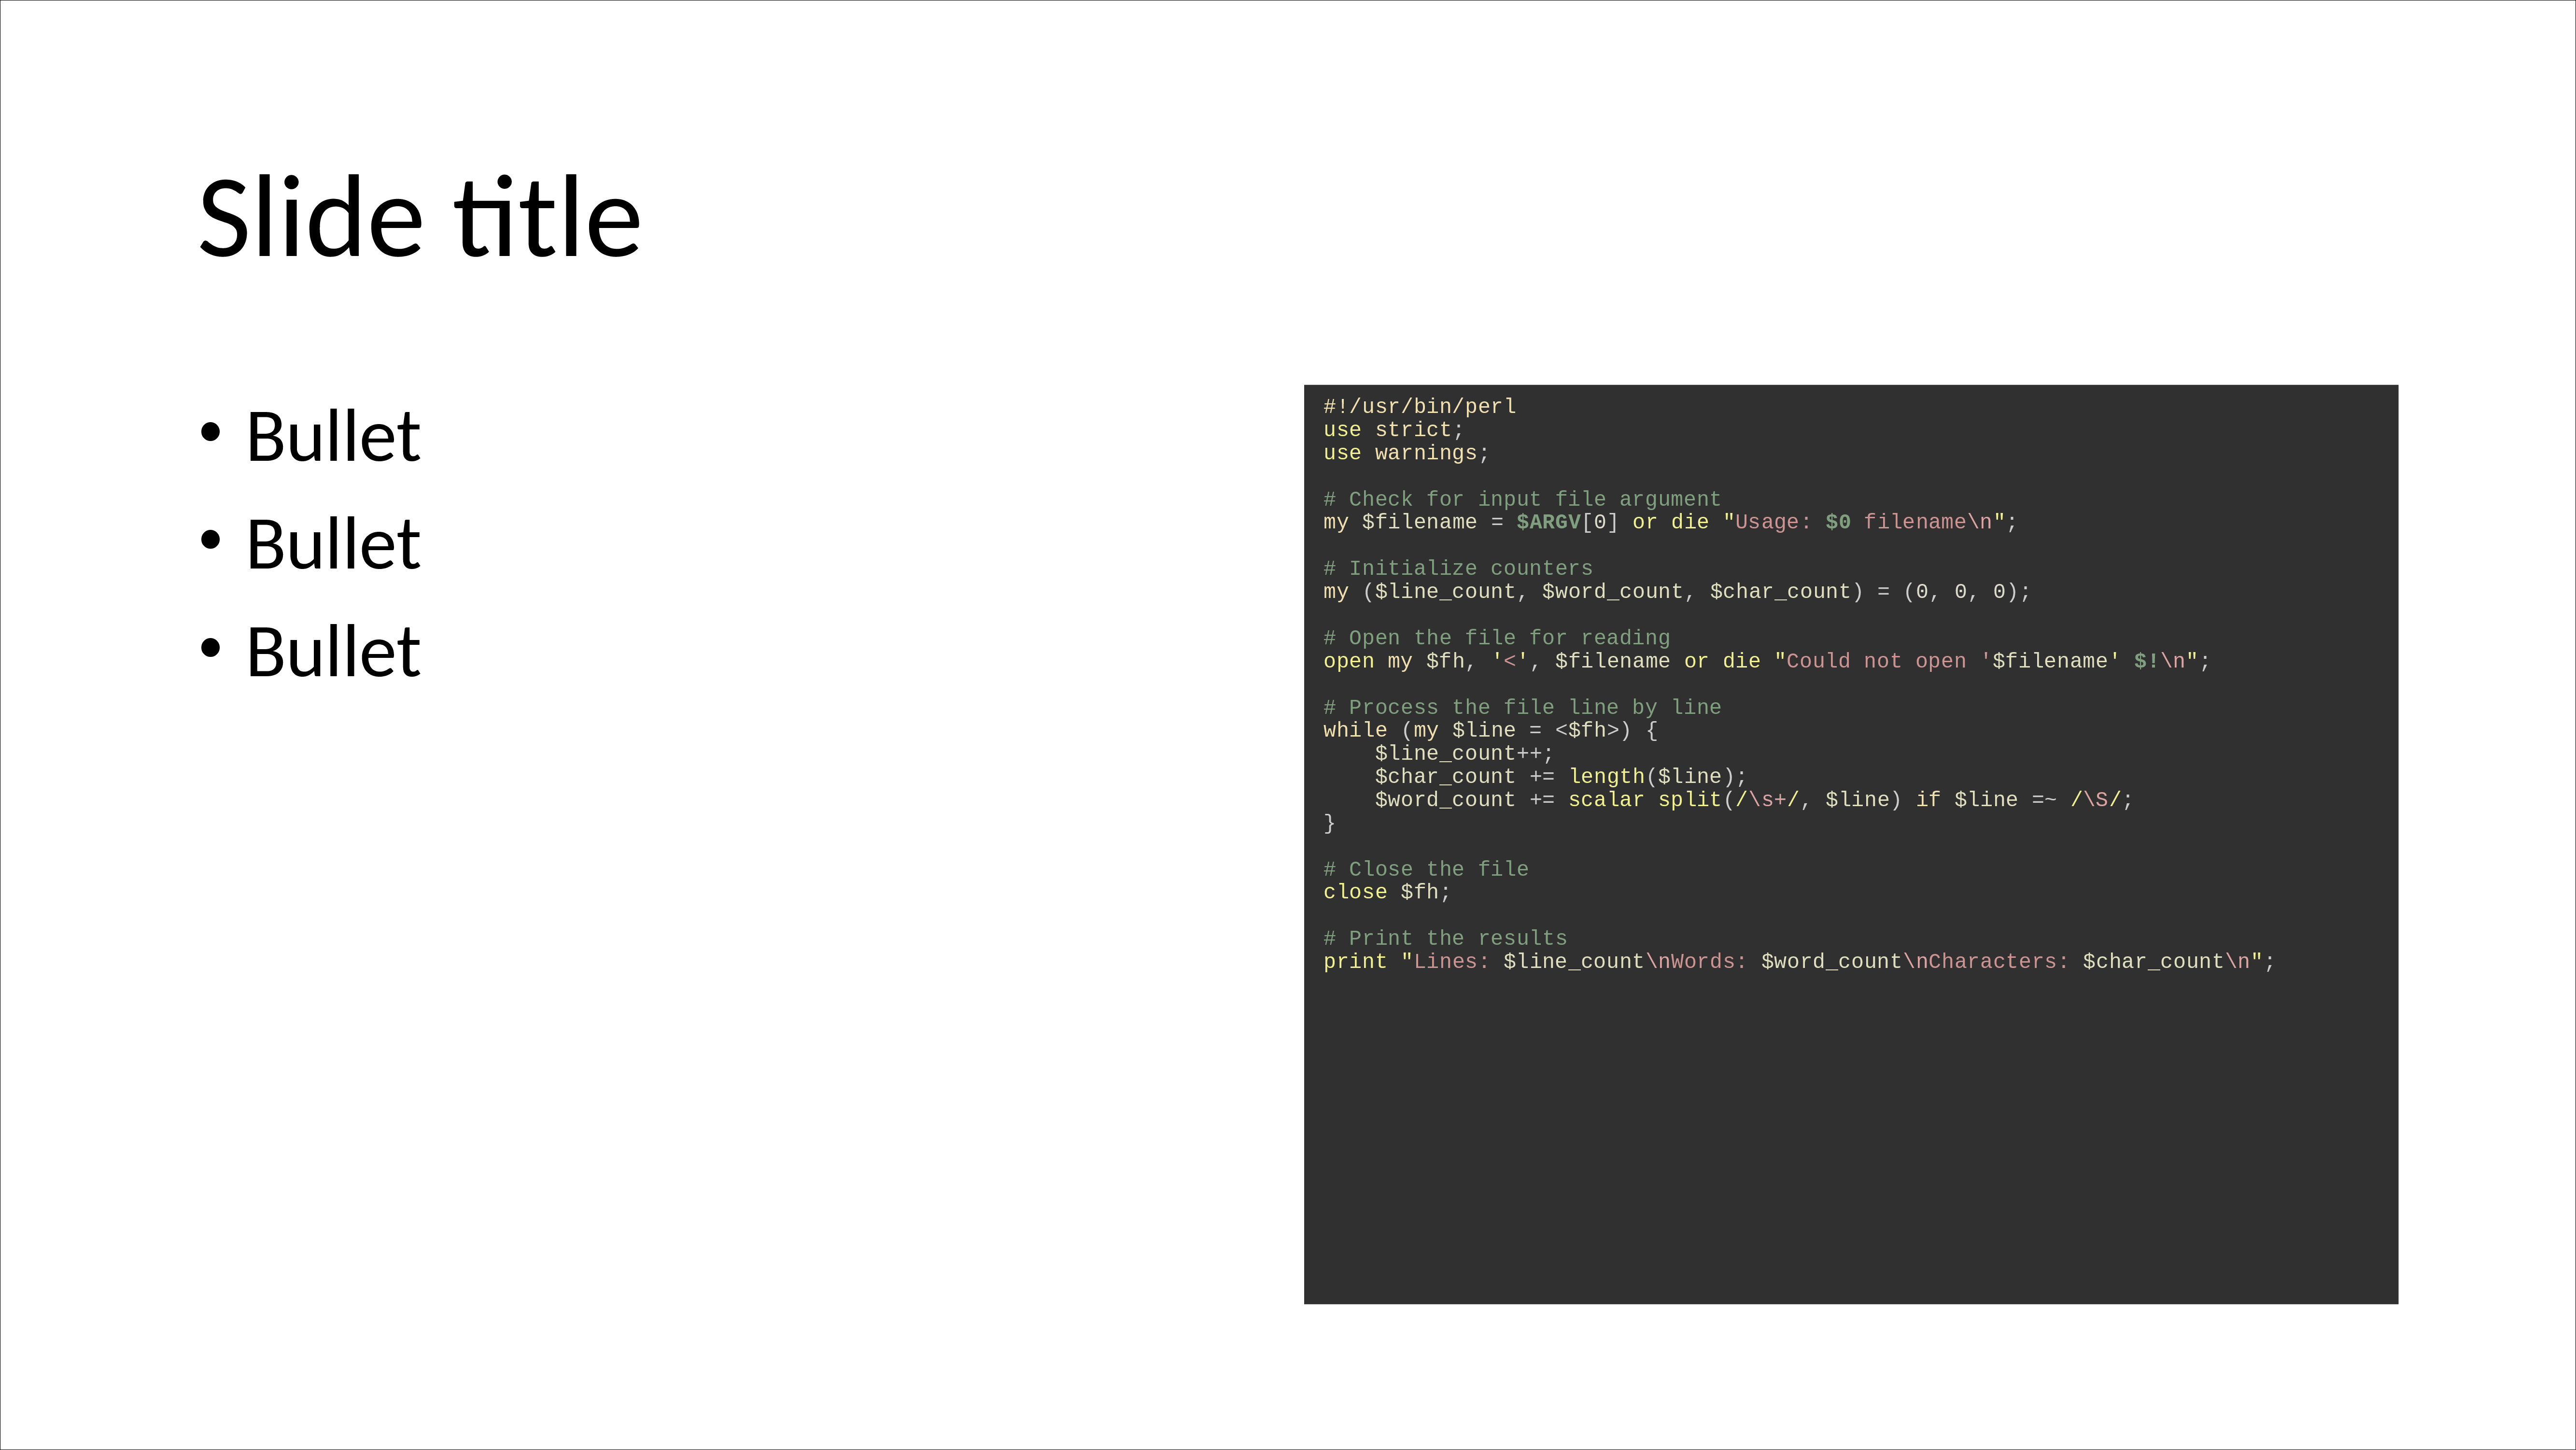 Slide title
• Bullet
• Bullet
• Bullet
#!/usr/bin/perl
use strict;
use warnings;

# Check for input file argument
my $filename = $ARGV[0] or die "Usage: $0 filename\n";

# Initialize counters
my ($line_count, $word_count, $char_count) = (0, 0, 0);

# Open the file for reading
open my $fh, '<', $filename or die "Could not open '$filename' $!\n";

# Process the file line by line
while (my $line = <$fh>) {
    $line_count++;
    $char_count += length($line);
    $word_count += scalar split(/\s+/, $line) if $line =~ /\S/;
}

# Close the file
close $fh;

# Print the results
print "Lines: $line_count\nWords: $word_count\nCharacters: $char_count\n";